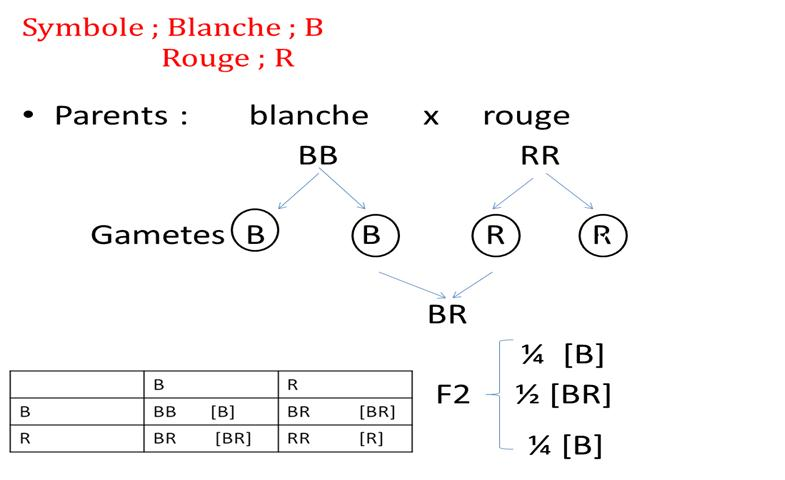 Symbole ; Blanche ; B
Rouge ; R
• Parents : blanche x rouge
BB RR
Gametes B B R R
BR
B R
B BB [B] BR [BR]
R BR [BR] RR [R]
F2
¼ [B]
½ [BR]
¼ [B]